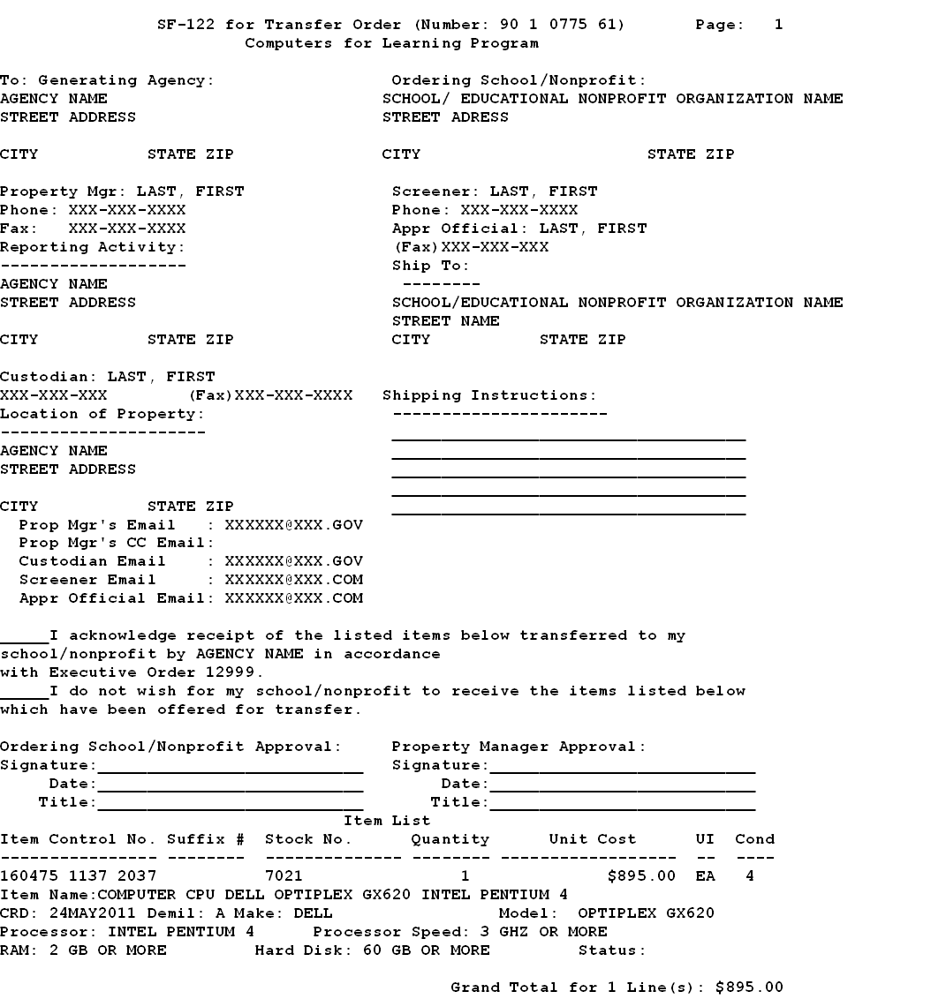 SF-122 for Transfer Order (Number: 90 1 0775 61) Page: 1
Computers for Learning Program
To: Generating Agency: Ordering School/Nonprofit:
AGENCY NAME SCHOOL/ EDUCATIONAL NONPROFIT ORGANIZATION NAME
STREET ADDRESS STREET ADRESS
CITY STATE ZIP CITY STATE ZIP
Property Mgr: LAST, FIRST Screener: LAST, FIRST
Phone: XXX-XXX-XXXX Phone: XXX-XXX-XXXX
Fax: XXX-XXX-XXXX Appr Official: LAST, FIRST
Reporting Activity: (Fax)XXX-XXX-XXX
------------------- Ship To:
AGENCY NAME --------
STREET ADDRESS SCHOOL/EDUCATIONAL NONPROFIT ORGANIZATION NAME
STREET NAME
CITY STATE ZIP CITY STATE ZIP
Custodian: LAST, FIRST
XXX-XXX-XXX (Fax)XXX-XXX-XXXX Shipping Instructions:
Location of Property: ----------------------
---------------------
____________________________________
AGENCY NAME ____________________________________
STREET ADDRESS ____________________________________
____________________________________
CITY STATE ZIP ____________________________________
Prop Mgr's Email : XXXXXX@XXX.GOV
Prop Mgr's CC Email:
Custodian Email : XXXXXX@XXX.GOV
Screener Email : XXXXXX@XXX.COM
Appr Official Email: XXXXXX@XXX.COM
_____I acknowledge receipt of the listed items below transferred to my
school/nonprofit by AGENCY NAME in accordance
with Executive Order 12999.
_____I do not wish for my school/nonprofit to receive the items listed below
which have been offered for transfer.
Ordering School/Nonprofit Approval: Property Manager Approval:
Signature:___________________________ Signature:___________________________
Date:___________________________ Date:___________________________
Title:___________________________ Title:___________________________
Item List
Item Control No. Suffix # Stock No. Quantity Unit Cost UI Cond
---------------- -------- -------------- -------- ------------------ -- ----
160475 1137 2037 7021 1 $895.00 EA 4
Item Name:COMPUTER CPU DELL OPTIPLEX GX620 INTEL PENTIUM 4
CRD: 24MAY2011 Demil: A Make: DELL Model: OPTIPLEX GX620
Processor: INTEL PENTIUM 4 Processor Speed: 3 GHZ OR MORE
RAM: 2 GB OR MORE Hard Disk: 60 GB OR MORE Status:
Grand Total for 1 Line(s): $895.00